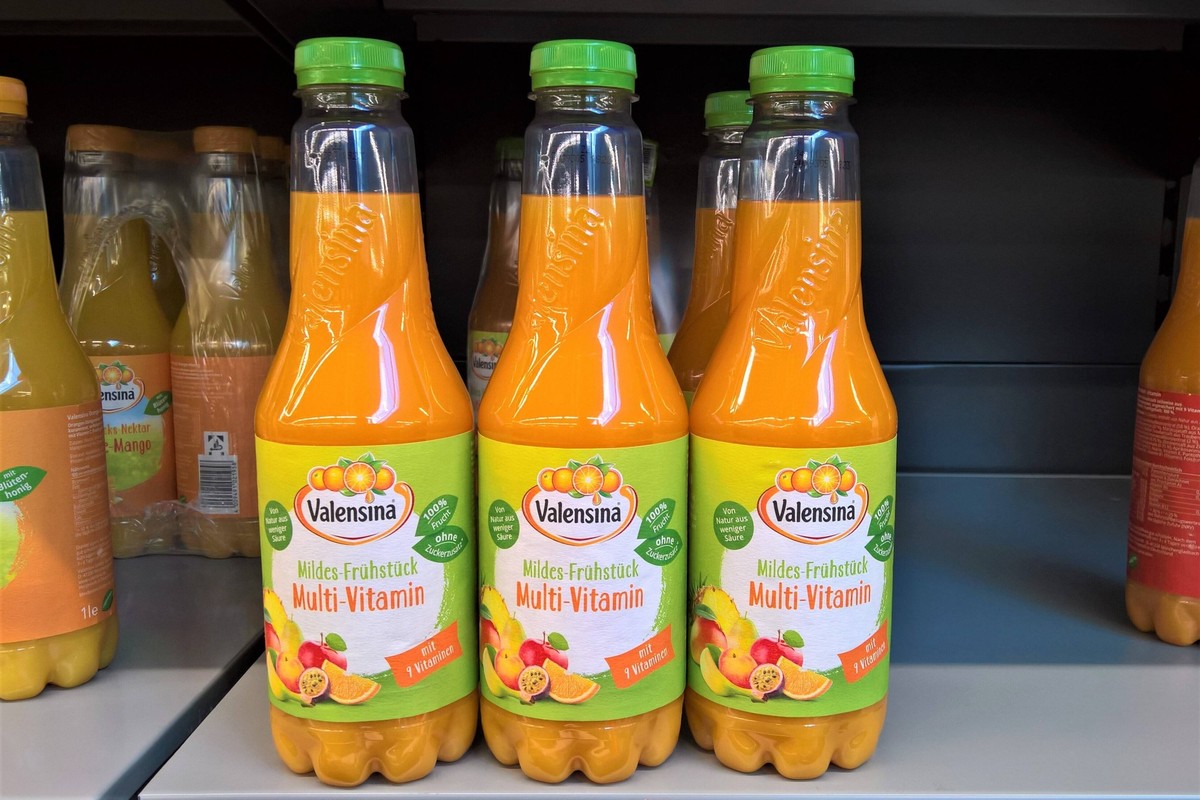 mit
Blüten-
honig
1le
Valensina
-Nektar
-Mango
Valensina
Valensina
Von
Natur aus
weniger
Säure
Valensina
100%
Frucht
ohne
Zuckerzusatz*
Mildes-Frühstück
Multi-Vitamin
mit
9 Vitaminen
Valensina
Von
Natur aus
weniger
Säure
Valensina
100%
Frucht
ohne
Zuckerzusatz*
Mildes-Frühstück
Multi-Vitamin
mit
9 Vitaminen
Valensina
Von
Natur aus
weniger
Säure
Valensina
100%
Frucht
ohne
Mildes-Frühstück
Multi-Vitamin
mit
9 Vitaminen